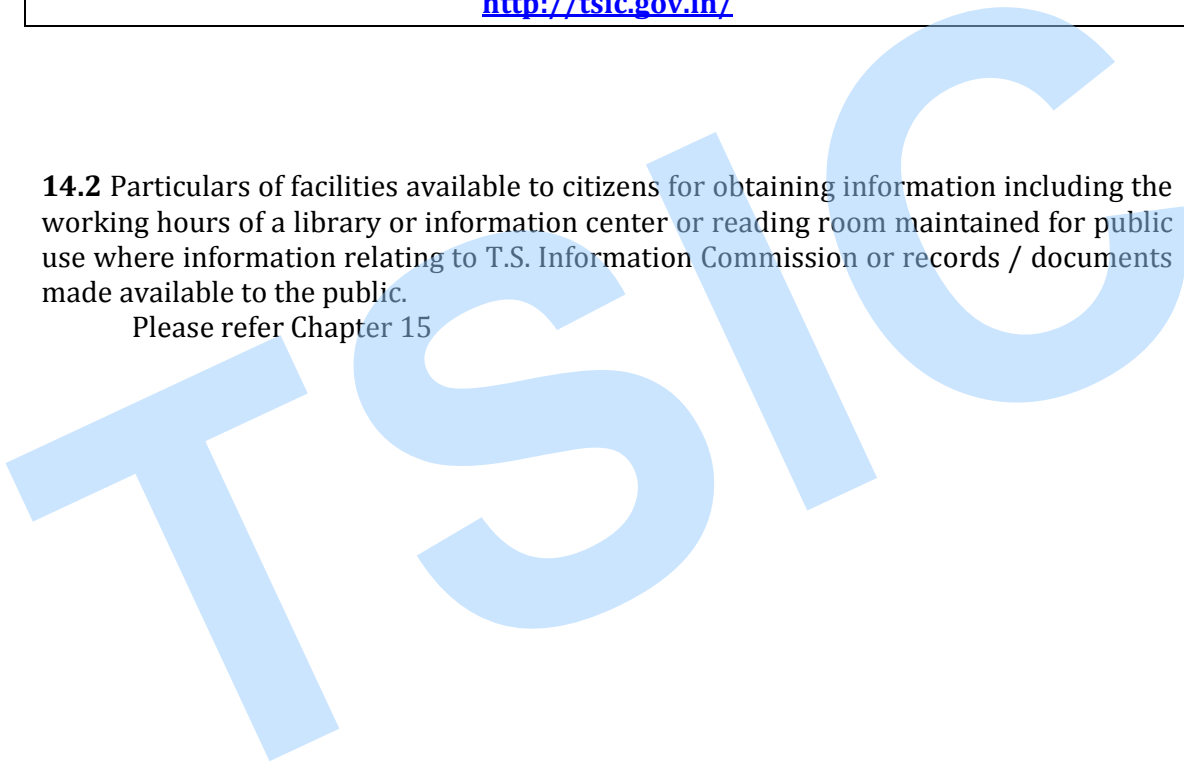 http://tsic.gov.in/
14.2 Particulars of facilities available to citizens for obtaining information including the
working hours of a library or information center or reading room maintained for public
use where information relating to T.S. Information Commission or records / documents
made available to the public.
Please refer Chapter 15
TSIC